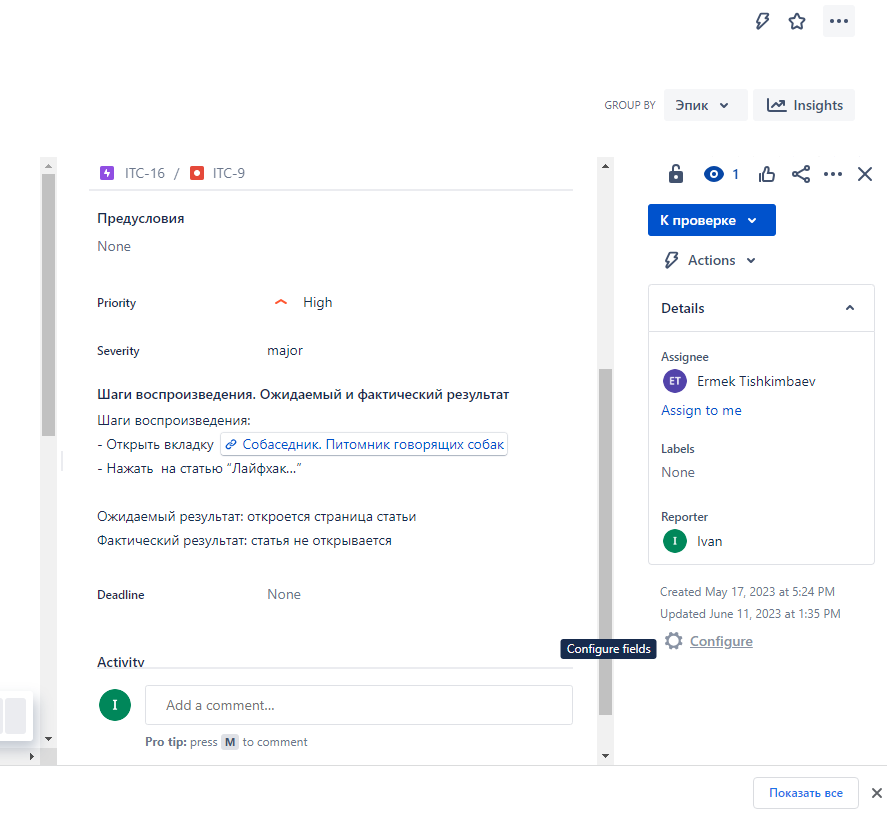 GROUP BY Эпик Insights
ITC-16 / ITC-9
1
Предусловия
None
Priority High
Severity major
Шаги воспроизведения. Ожидаемый и фактический результат
Шаги воспроизведения:
- Открыть вкладку Собаседник. Питомник говорящих собак
- Нажать на статью “Лайфхак…”
Ожидаемый результат: откроется страница статьи
Фактический результат: статья не открывается
Deadline None
Activity
I Add a comment…
Pro tip: press M to comment
К проверке
Actions
Details
Assignee
ET Ermek Tishkimbaev
Assign to me
Labels
None
Reporter
I Ivan
Created May 17, 2023 at 5:24 PM
Updated June 11, 2023 at 1:35 PM
Configure fields Configure
Показать все